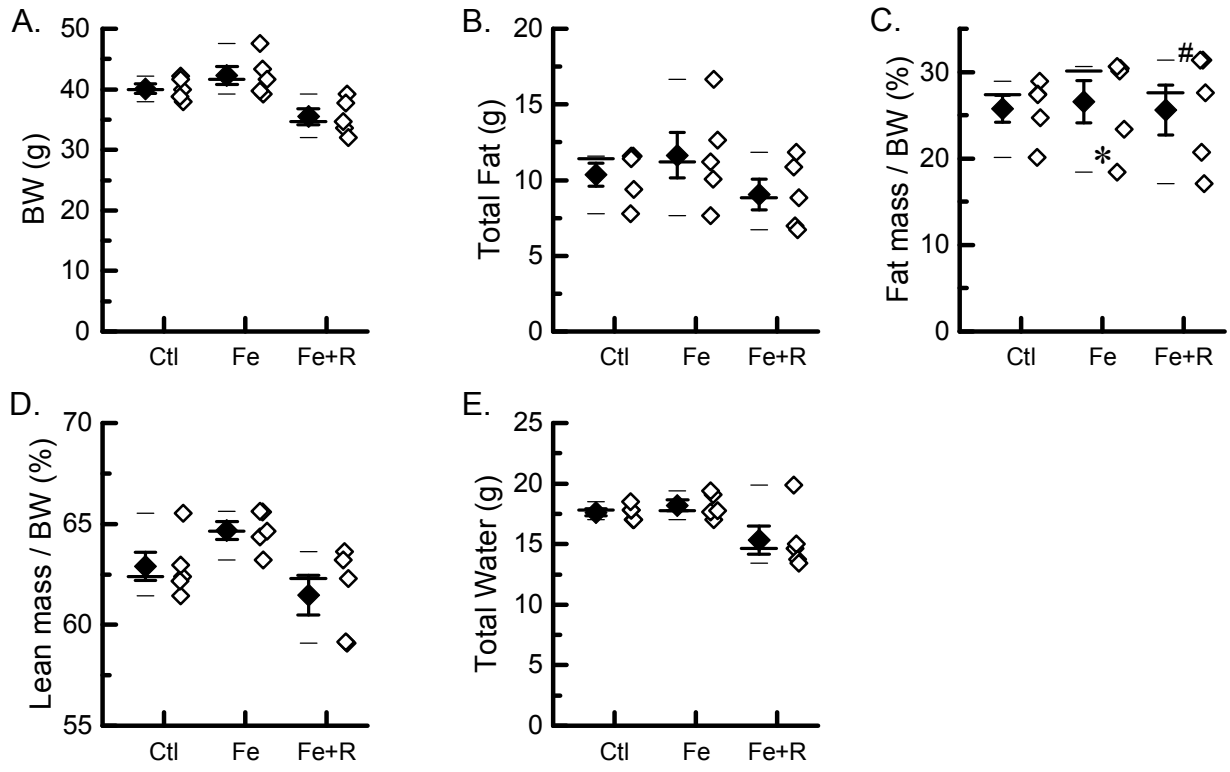 A.
BW (g)
50
40
30
20
10
0
Ctl Fe Fe+R
B.
Total Fat (g)
20
15
10
5
0
Ctl Fe Fe+R
C.
Fat mass / BW (%)
30
20
10
0
#
*
Ctl Fe Fe+R
D.
Lean mass / BW (%)
70
65
60
55
Ctl Fe Fe+R
E.
Total Water (g)
25
20
15
10
5
0
Ctl Fe Fe+R